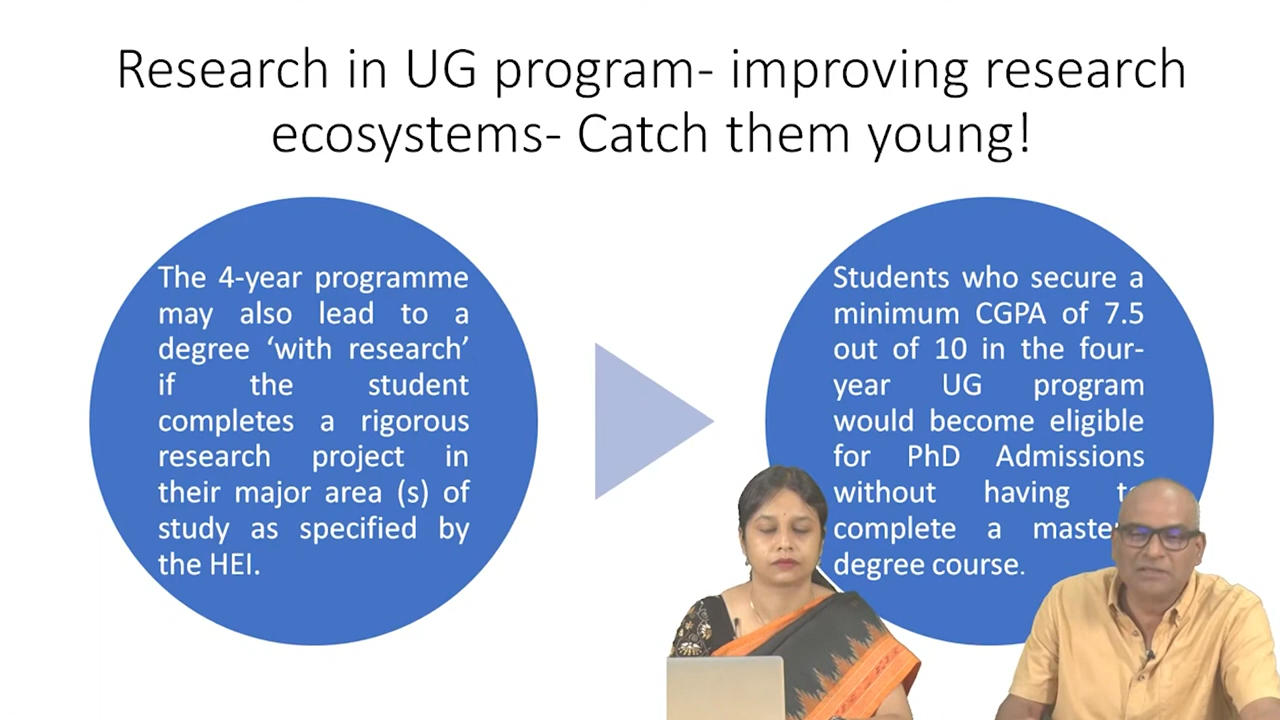 Research in UG program- improving research
ecosystems- Catch them young!
The 4-year programme
may also lead to a
degree ‘with research’
if the student
completes a rigorous
research project in
their major area (s) of
study as specified by
the HEI.
Students who secure a
minimum CGPA of 7.5
out of 10 in the four-
year UG program
would become eligible
for PhD Admissions
without having
complete a
degree course.